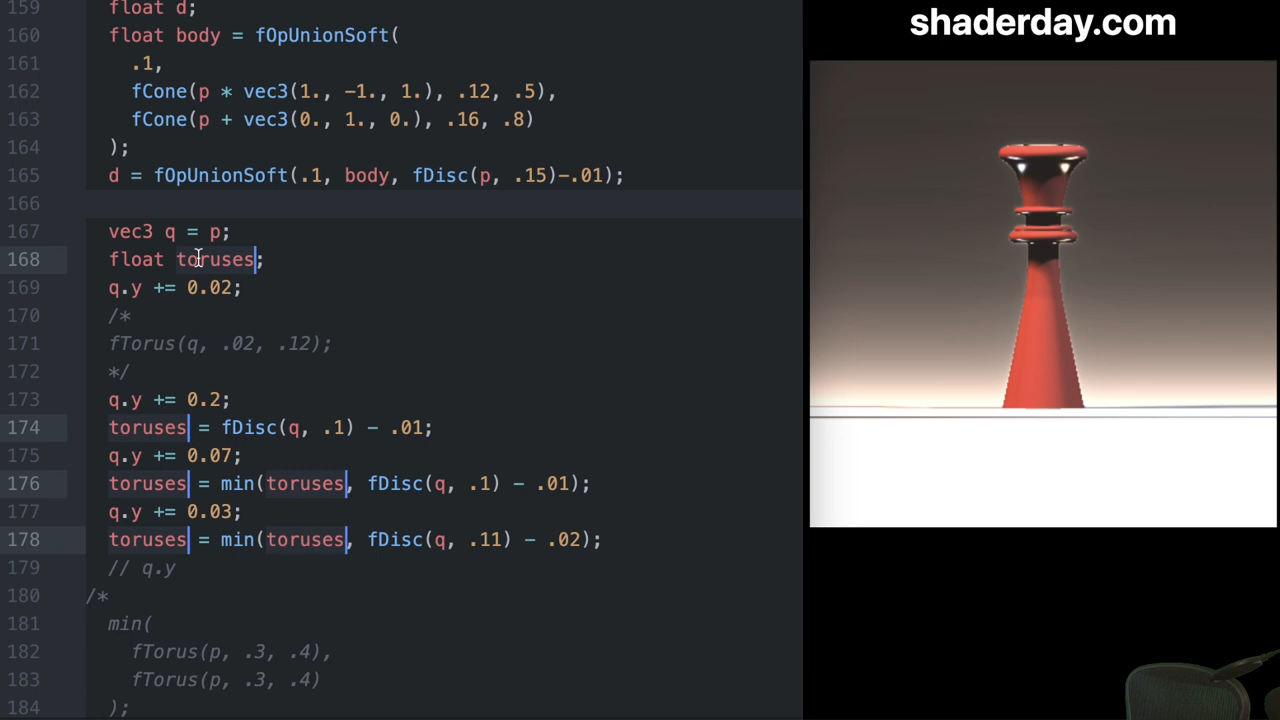 159 float d;
160 float body = fOpUnionSoft(
161 .1,
162 fCone(p * vec3(1., -1., 1.), .12, .5),
163 fCone(p + vec3(0., 1., 0.), .16, .8)
164 );
165 d = fOpUnionSoft(.1, body, fDisc(p, .15)-.01);
166
167 vec3 q = p;
168 float toruses;
169 q.y += 0.02;
170 /*
171 fTorus(q, .02, .12);
172 */
173 q.y += 0.2;
174 toruses = fDisc(q, .1) - .01;
175 q.y += 0.07;
176 toruses = min(toruses, fDisc(q, .1) - .01);
177 q.y += 0.03;
178 toruses = min(toruses, fDisc(q, .11) - .02);
179 // q.y
180 /*
181 min(
182 fTorus(p, .3, .4),
183 fTorus(p, .3, .4)
184 );
shaderday.com